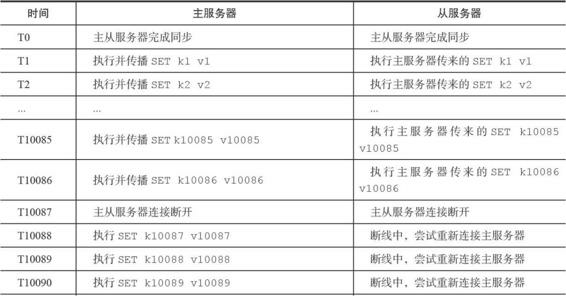 时间 主服务器 从服务器
T0 主从服务器完成同步 主从服务器完成同步
T1 执行并传播 SET k1 v1 执行主服务器传来的 SET k1 v1
T2 执行并传播 SET k2 v2 执行主服务器传来的 SET k2 v2
... ... ...
T10085 执行并传播 SET k10085 v10085 执行主服务器传来的 SET k10085
v10085
T10086 执行并传播 SET k10086 v10086 执行主服务器传来的 SET k10086
v10086
T10087 主从服务器连接断开 主从服务器连接断开
T10088 执行 SET k10087 v10087 断线中，尝试重新连接主服务器
T10089 执行 SET k10088 v10088 断线中，尝试重新连接主服务器
T10090 执行 SET k10089 v10089 断线中，尝试重新连接主服务器